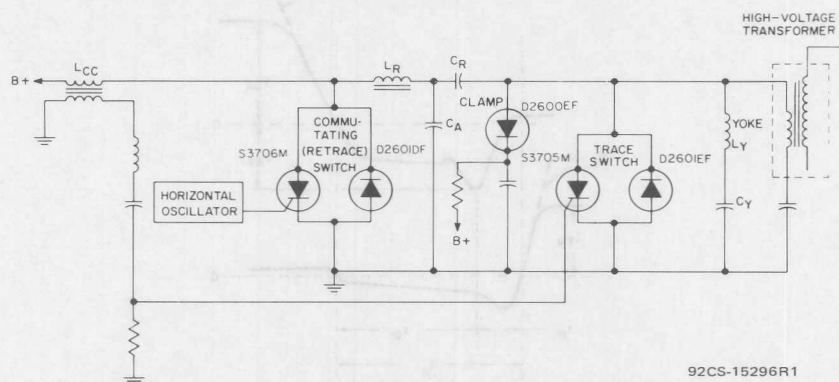 HIGH-VOLTAGE
TRANSFORMER
B+
LCC
LR
CR
CLAMP
D2600EF
COMMU-
TATING
(RETRACE)
SWITCH
D2601DF
CA
S3706M
HORIZONTAL
OSCILLATOR
B+
S3705M
TRACE
SWITCH
D2601EF
YOKE
LY
CY
92CS-15296R1